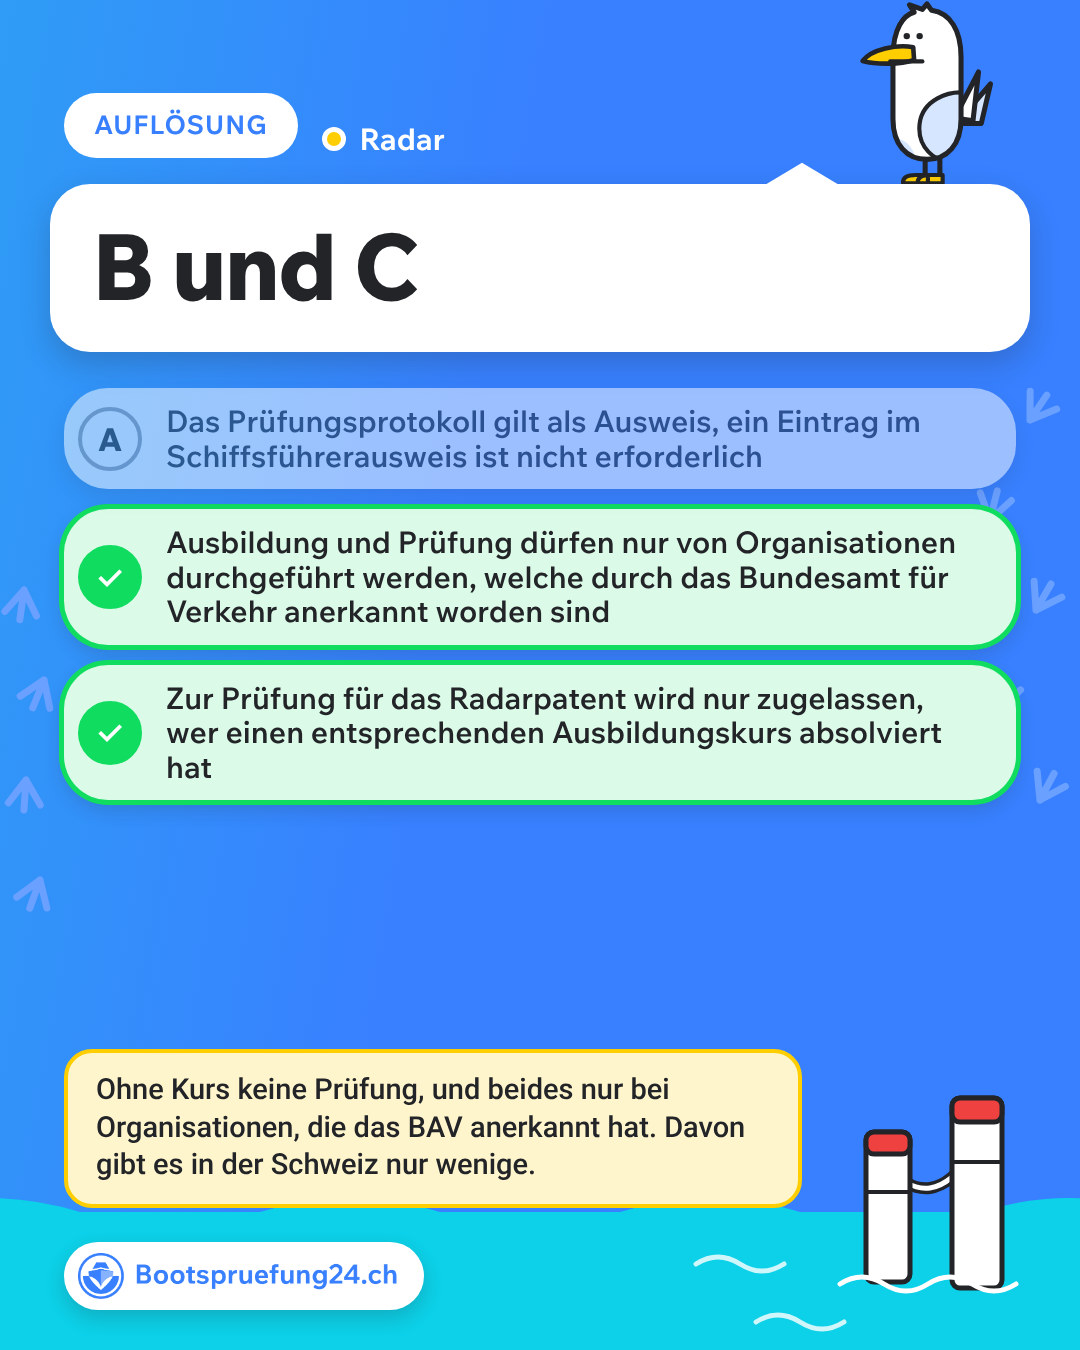 AUFLÖSUNG
Radar
B und C
A
Das Prüfungsprotokoll gilt als Ausweis, ein Eintrag im
Schiffsführerausweis ist nicht erforderlich
Ausbildung und Prüfung dürfen nur von Organisationen
durchgeführt werden, welche durch das Bundesamt für
Verkehr anerkannt worden sind
Zur Prüfung für das Radarpatent wird nur zugelassen,
wer einen entsprechenden Ausbildungskurs absolviert
hat
Ohne Kurs keine Prüfung, und beides nur bei
Organisationen, die das BAV anerkannt hat. Davon
gibt es in der Schweiz nur wenige.
Bootspruefung24.ch